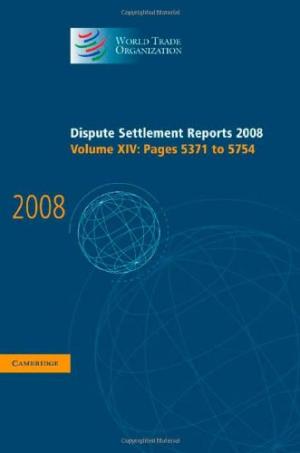 WORLD TRADE
ORGANIZATION
Dispute Settlement Reports 2008
Volume XIV: Pages 5371 to 5754
2008
CAMBRIDGE